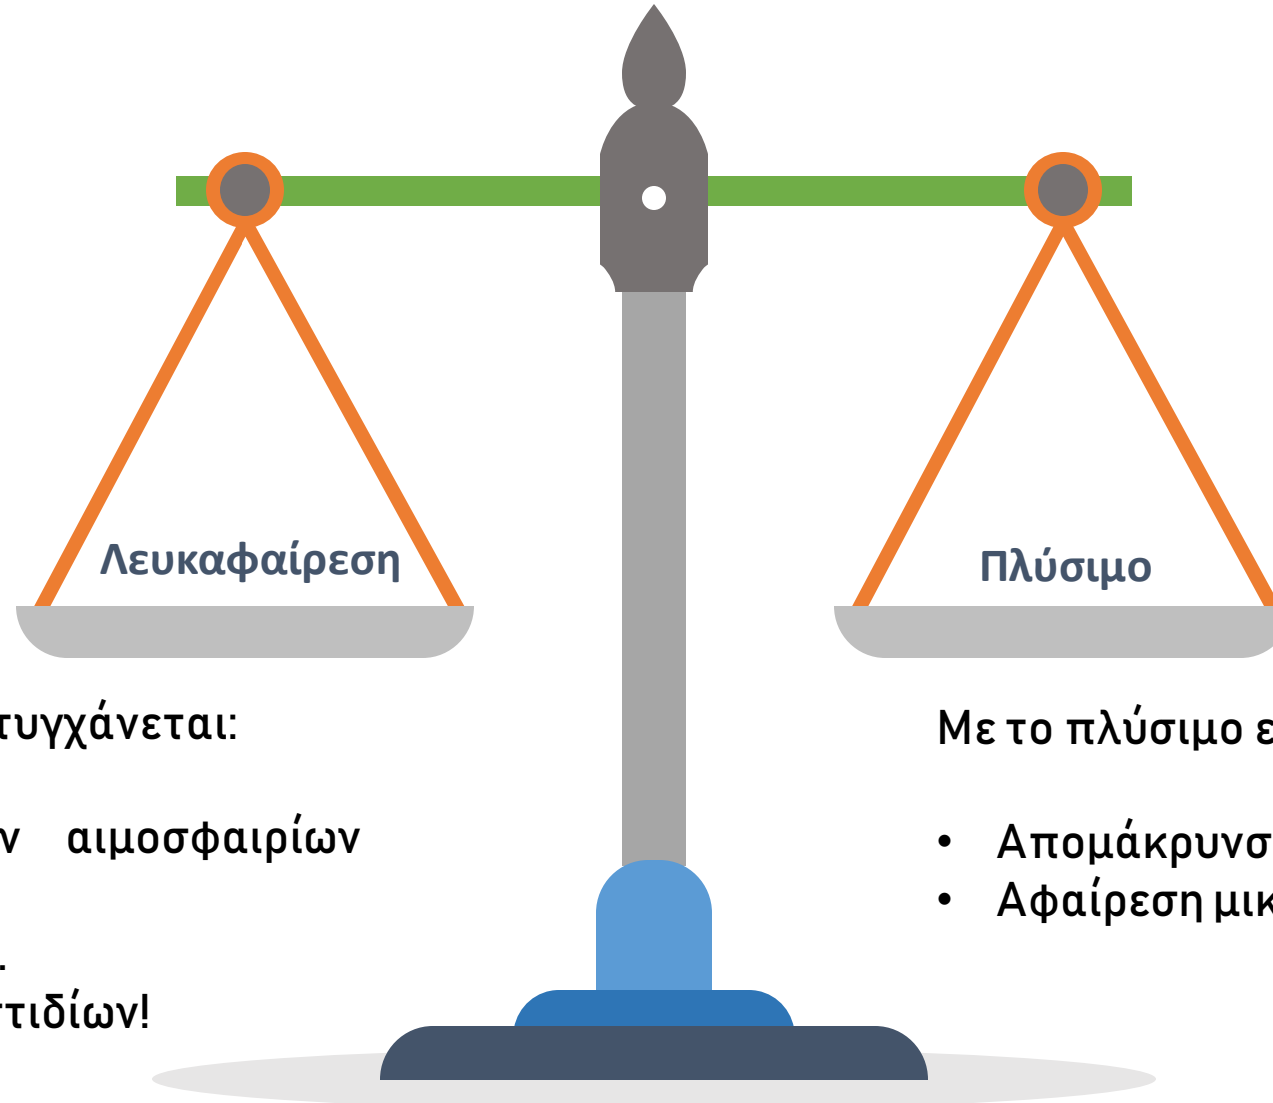 Λευκαφαίρεση
Πλύσιμο
τυγχάνεται:
ν αιμοσφαιρίων
.
τιδίων!
Με το πλύσιμο ε
• Απομάκρυνσ
• Αφαίρεση μικ